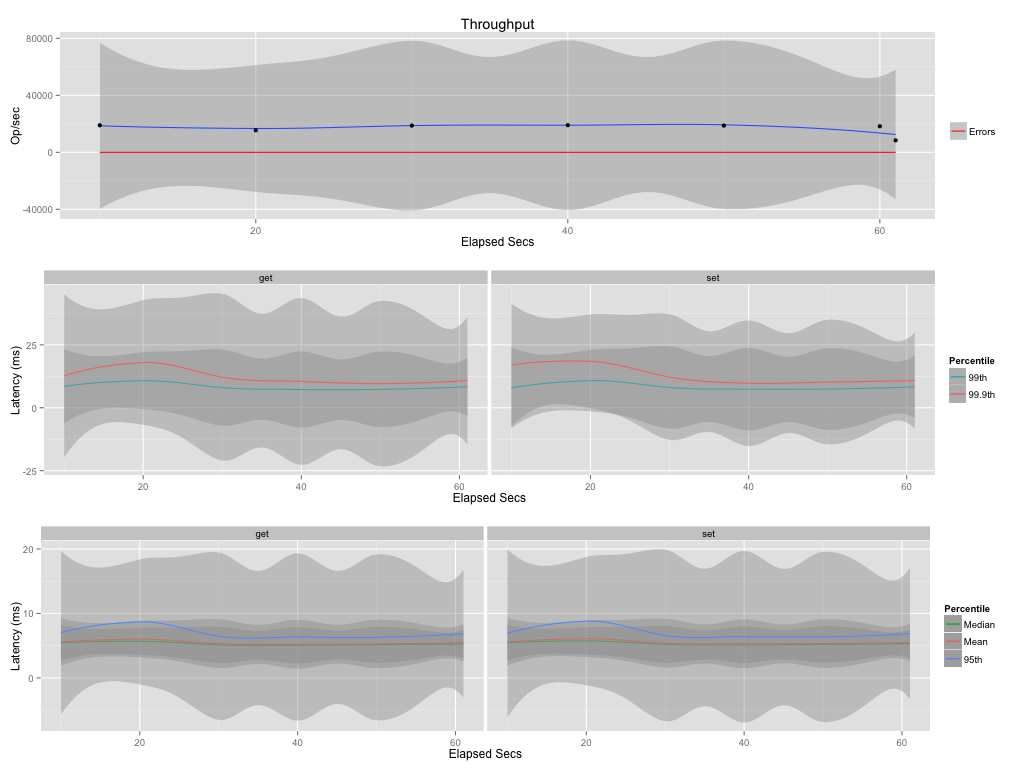 Throughput
80000
40000
0
-40000
Op/sec
20 40 60
Elapsed Secs
Errors
get set
25
0
-25
Latency (ms)
20 40 60 20 40 60
Elapsed Secs
Percentile
99th
99.9th
get set
20
10
0
Latency (ms)
20 40 60 20 40 60
Elapsed Secs
Percentile
Median
Mean
95th